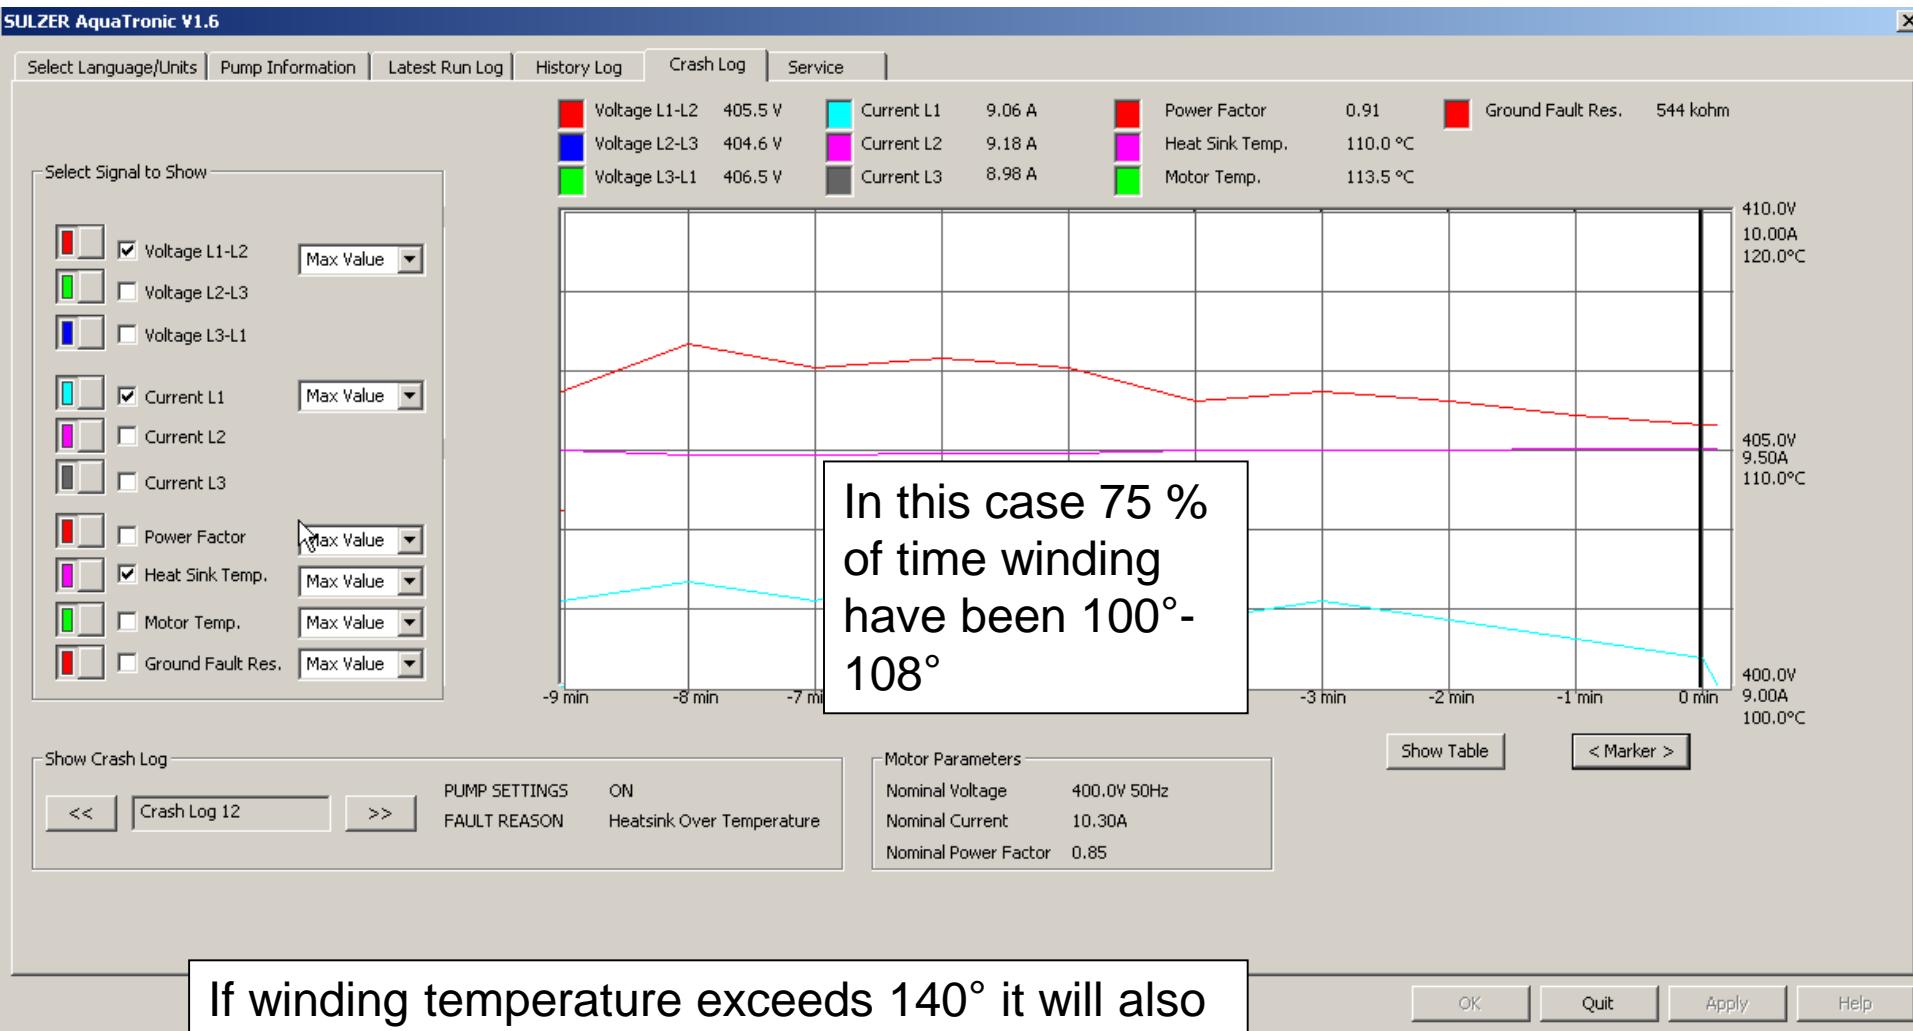 SULZER AquaTronic V1.6
Select Language/Units Pump Information Latest Run Log History Log Crash Log Service
Voltage L1-L2 405.5 V Current L1 9.06 A Power Factor 0.91 Ground Fault Res. 544 kohm
Voltage L2-L3 404.6 V Current L2 9.18 A Heat Sink Temp. 110.0 °C
Voltage L3-L1 406.5 V Current L3 8.98 A Motor Temp. 113.5 °C
Select Signal to Show
Voltage L1-L2 Max Value
Voltage L2-L3
Voltage L3-L1
Current L1 Max Value
Current L2
Current L3
Power Factor Max Value
Heat Sink Temp. Max Value
Motor Temp. Max Value
Ground Fault Res. Max Value
410.0V
10.00A
120.0°C
405.0V
9.50A
110.0°C
400.0V
9.00A
100.0°C
In this case 75 %
of time winding
have been 100°-
108°
-9 min -8 min -7 mi -3 min -2 min -1 min 0 min
Show Table < Marker >
Show Crash Log
<< Crash Log 12 >>
PUMP SETTINGS ON
FAULT REASON Heatsink Over Temperature
Motor Parameters
Nominal Voltage 400.0V 50Hz
Nominal Current 10.30A
Nominal Power Factor 0.85
If winding temperature exceeds 140° it will also
OK Quit Apply Help